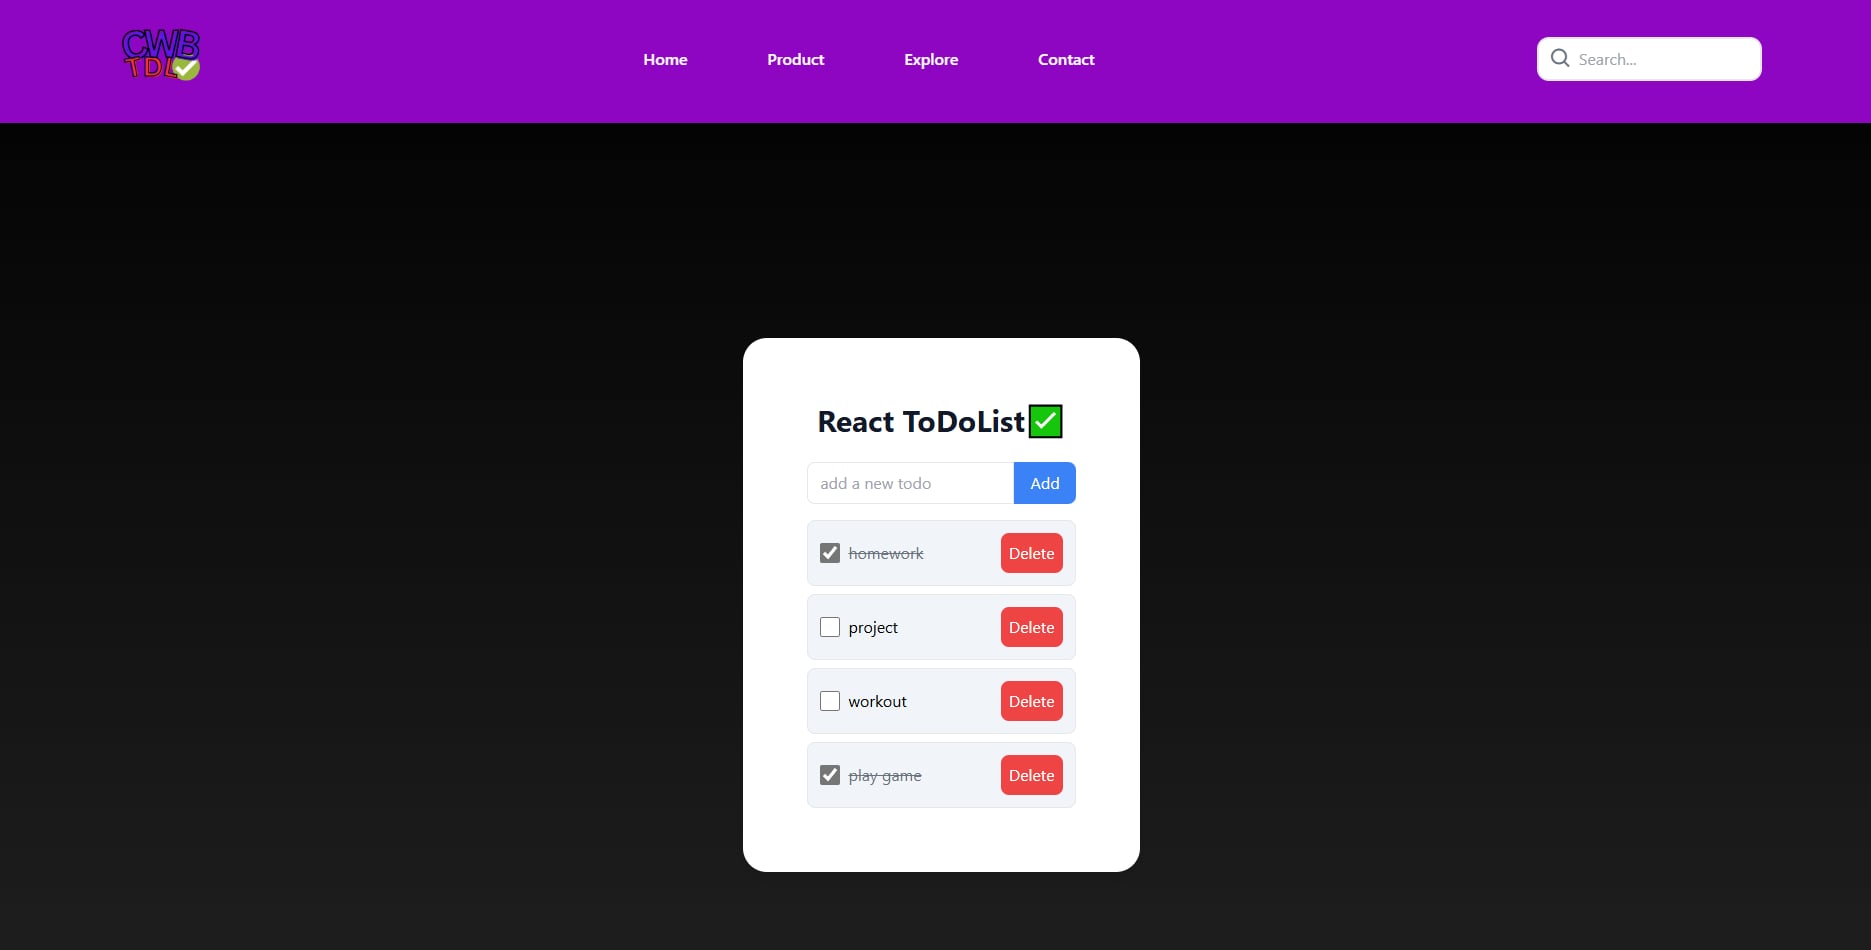 CWB
TDL
Home Product Explore Contact
Search...
React ToDoList
add a new todo Add
homework Delete
project Delete
workout Delete
play game Delete